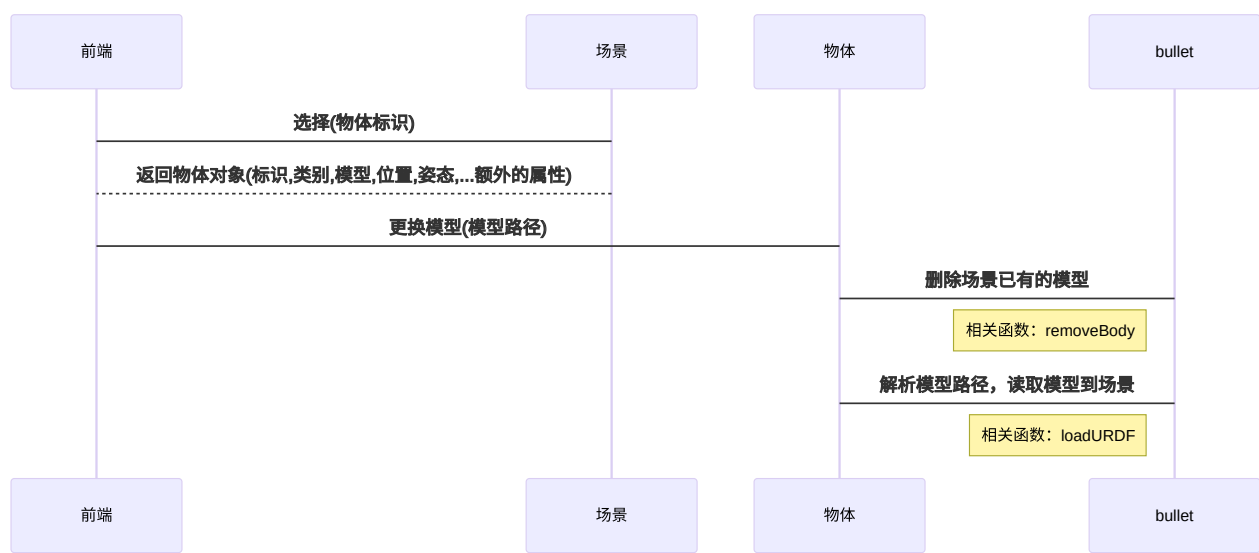 前端
场景
物体
bullet
选择(物体标识)
返回物体对象(标识,类别,模型,位置,姿态,...额外的属性)
更换模型(模型路径)
删除场景已有的模型
相关函数：removeBody
解析模型路径，读取模型到场景
相关函数：loadURDF
前端
场景
物体
bullet